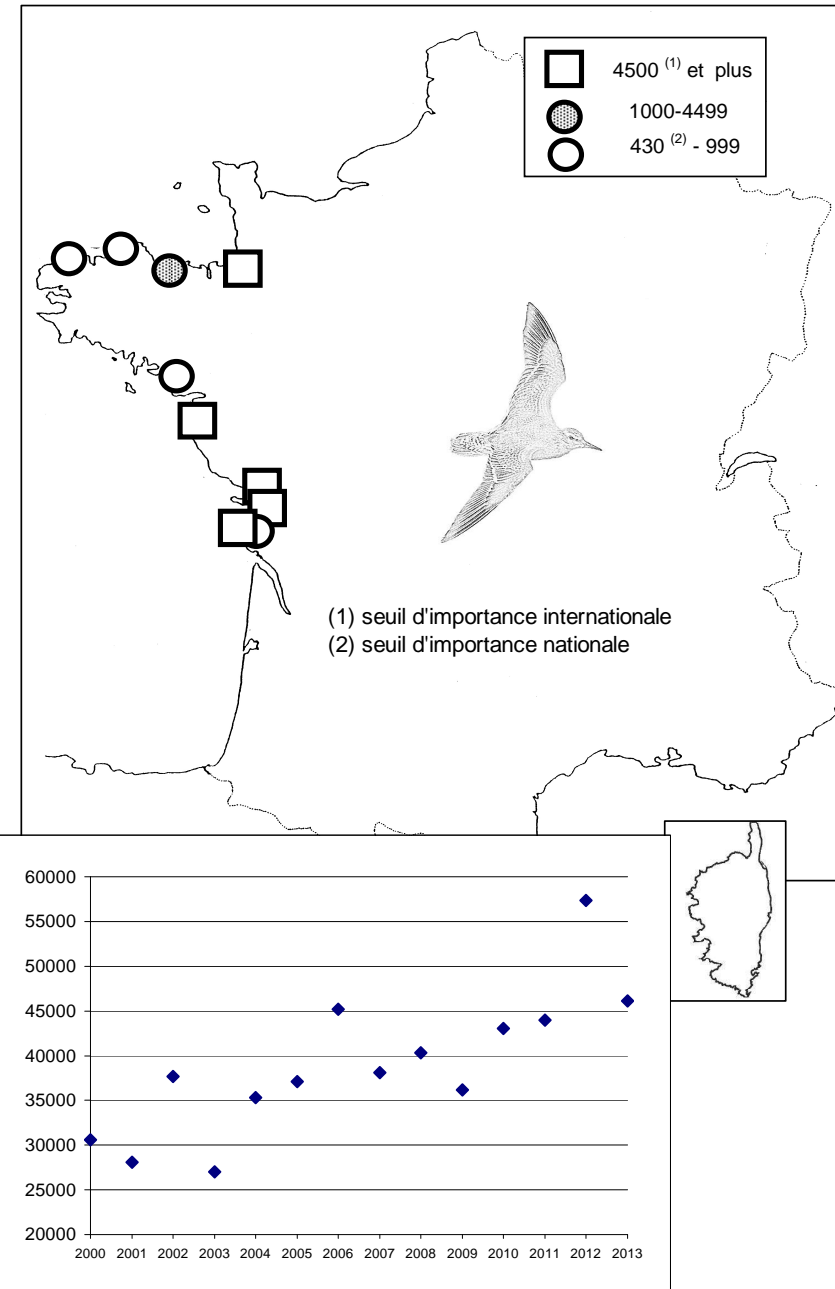 4500 (1) et plus
1000-4499
430 (2) - 999
(1) seuil d'importance internationale
(2) seuil d'importance nationale
60000
55000
50000
45000
40000
35000
30000
25000
20000
2000 2001 2002 2003 2004 2005 2006 2007 2008 2009 2010 2011 2012 2013